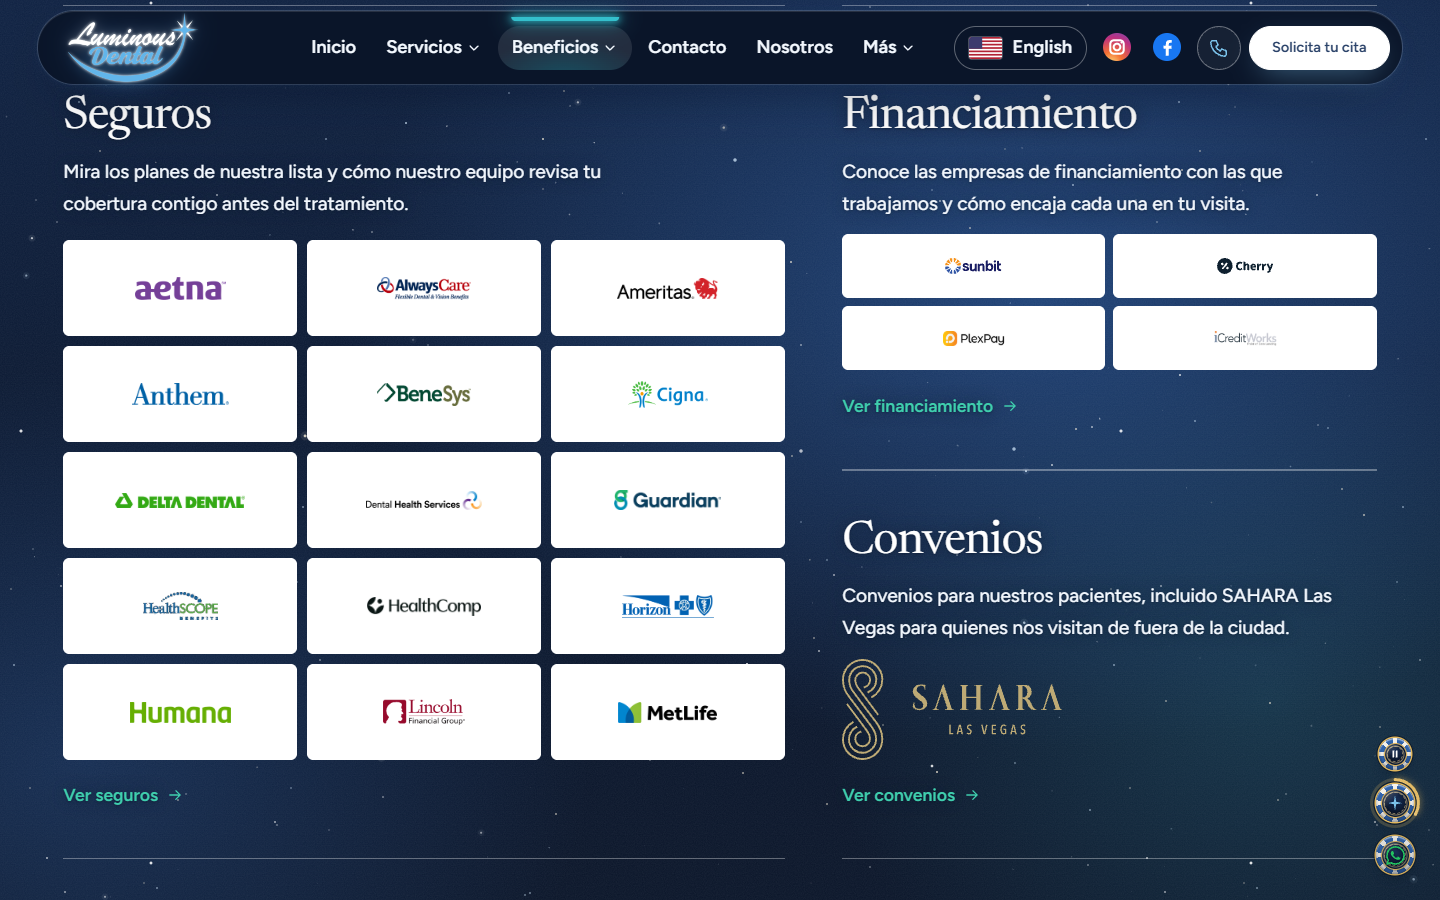 Luminous
Dental
Inicio
Servicios
Beneficios
Contacto
Nosotros
Más
English
Solicita tu cita
Seguros
Mira los planes de nuestra lista y cómo nuestro equipo revisa tu
cobertura contigo antes del tratamiento.
aetna
AlwaysCare
Flexible Dental & Vision Benefits
Ameritas
Anthem
BeneSys
Cigna
DELTA DENTAL
Dental Health Services
Guardian
HealthSCOPE
BENEFITS
HealthComp
Horizon
Humana
Lincoln
Financial Group
MetLife
Ver seguros
Financiamiento
Conoce las empresas de financiamiento con las que
trabajamos y cómo encaja cada una en tu visita.
sunbit
Cherry
PlexPay
iCreditWorks
Ver financiamiento
Convenios
Convenios para nuestros pacientes, incluido SAHARA Las
Vegas para quienes nos visitan de fuera de la ciudad.
SAHARA
LAS VEGAS
Ver convenios